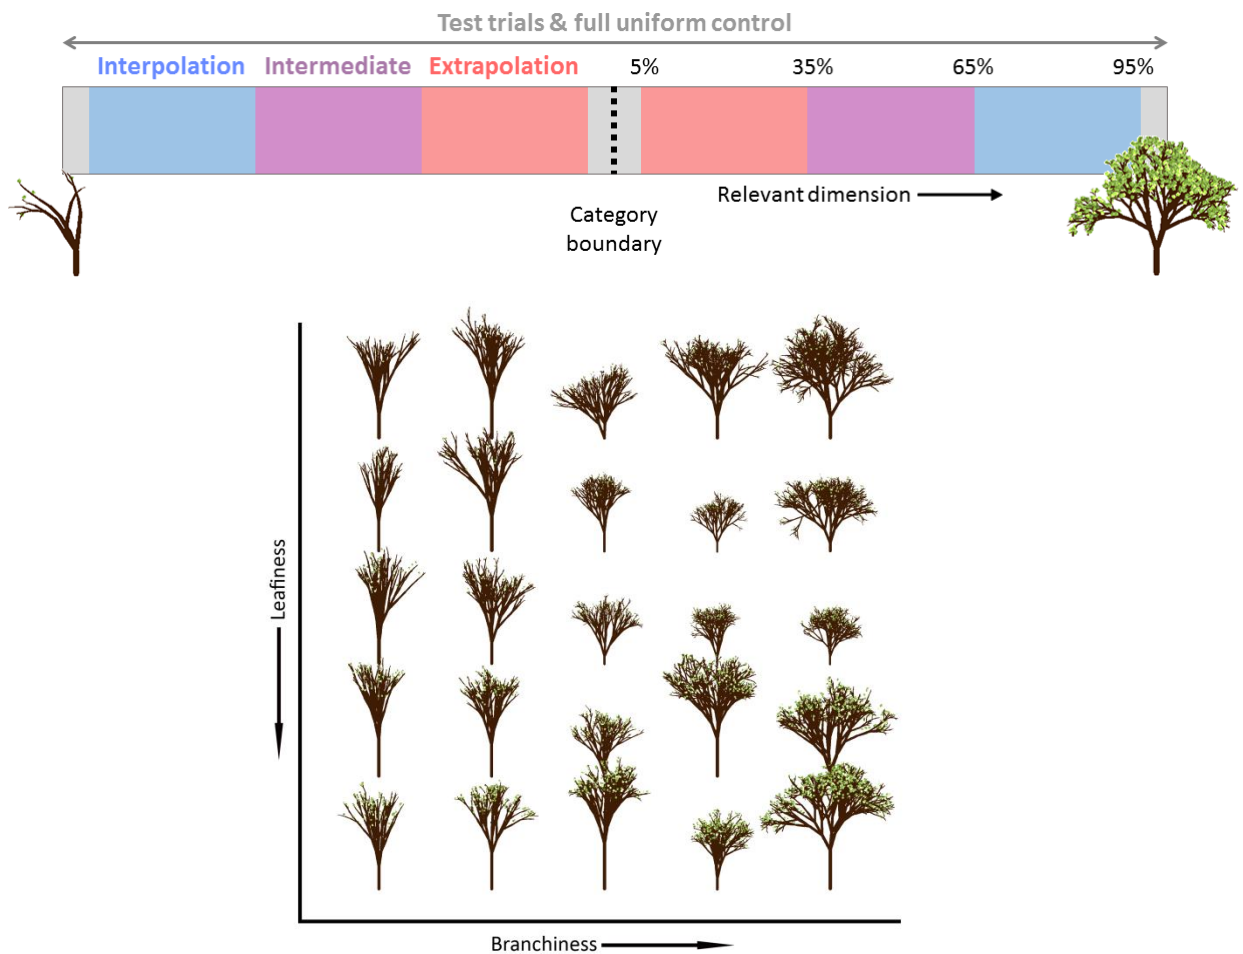 Test trials & full uniform control
Interpolation Intermediate Extrapolation 5% 35% 65% 95%
Relevant dimension
Category
boundary
Leafiness
Branchiness